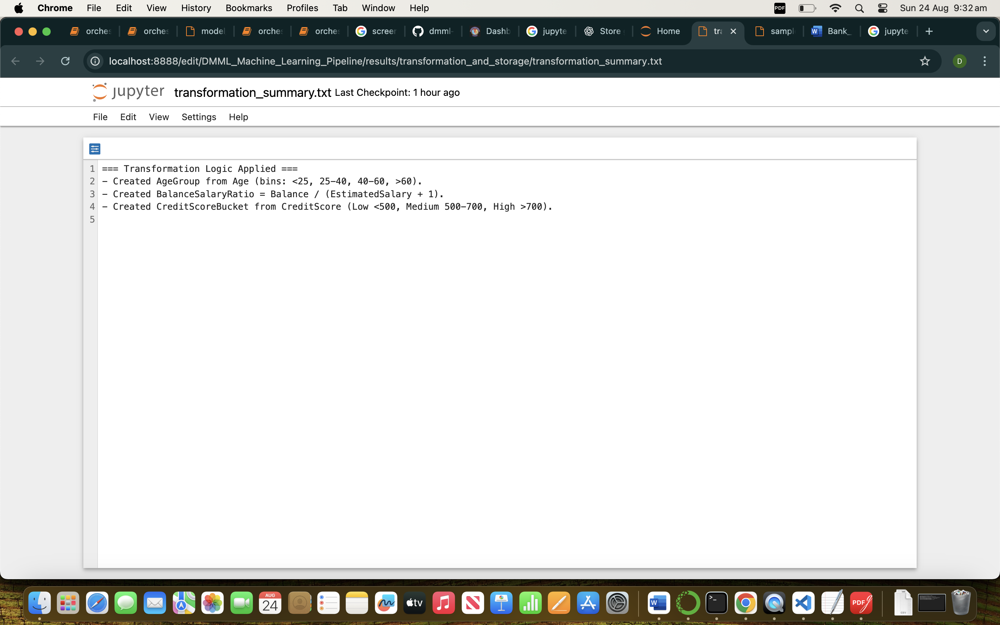 Chrome File Edit View History Bookmarks Profiles Tab Window Help PDF Sun 24 Aug 9:32 am
orches orches model orches orches screen dmml- Dashb jupyte Store Home tra sampl Bank_ jupyte
localhost:8888/edit/DMML_Machine_Learning_Pipeline/results/transformation_and_storage/transformation_summary.txt D
jupyter transformation_summary.txt Last Checkpoint: 1 hour ago
File Edit View Settings Help
1 === Transformation Logic Applied ===
2 - Created AgeGroup from Age (bins: <25, 25-40, 40-60, >60).
3 - Created BalanceSalaryRatio = Balance / (EstimatedSalary + 1).
4 - Created CreditScoreBucket from CreditScore (Low <500, Medium 500-700, High >700).
5
AUG
24
tv
W
>_
PDF
CSV